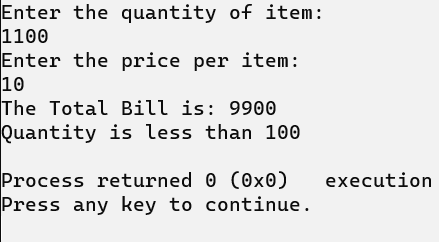 Enter the quantity of item:
1100
Enter the price per item:
10
The Total Bill is: 9900
Quantity is less than 100
Process returned 0 (0x0)   execution
Press any key to continue.